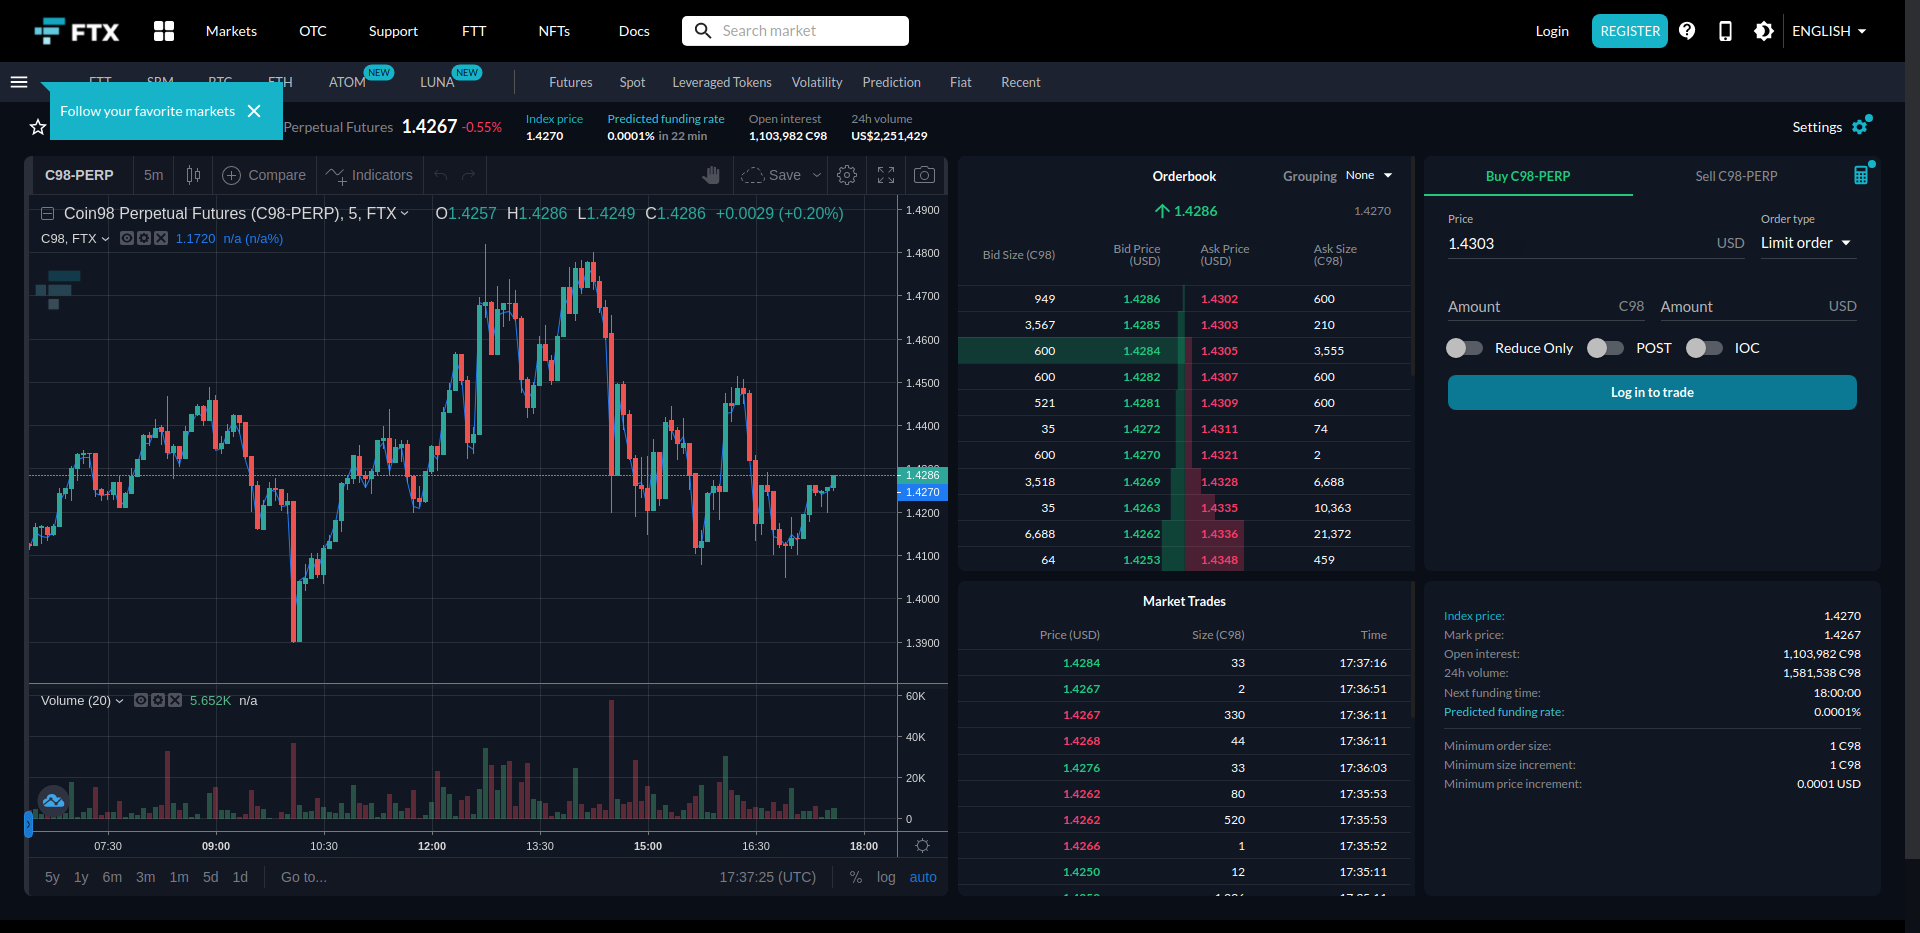 FTX
Markets
OTC
Support
FTT
NFTs
Docs
Search market
Login
REGISTER
ENGLISH
ATOM NEW
LUNA NEW
Futures
Spot
Leveraged Tokens
Volatility
Prediction
Fiat
Recent
Follow your favorite markets
Perpetual Futures 1.4267 -0.55%
Index price
1.4270
Predicted funding rate
0.0001% in 22 min
Open interest
1,103,982 C98
24h volume
US$2,251,429
Settings
C98-PERP 5m Compare Indicators Save
Coin98 Perpetual Futures (C98-PERP), 5, FTX O1.4257 H1.4286 L1.4249 C1.4286 +0.0029 (+0.20%)
C98, FTX 1.1720 n/a (n/a%)
1.4900
1.4800
1.4700
1.4600
1.4500
1.4400
1.4286
1.4270
1.4200
1.4100
1.4000
1.3900
Volume (20) 5.652K n/a
60K
40K
20K
0
07:30 09:00 10:30 12:00 13:30 15:00 16:30 18:00
5y 1y 6m 3m 1m 5d 1d Go to... 17:37:25 (UTC) % log auto
Orderbook Grouping None
1.4286 1.4270
Bid Size (C98) Bid Price (USD) Ask Price (USD) Ask Size (C98)
949 1.4286 1.4302 600
3,567 1.4285 1.4303 210
600 1.4284 1.4305 3,555
600 1.4282 1.4307 600
521 1.4281 1.4309 600
35 1.4272 1.4311 74
600 1.4270 1.4321 2
3,518 1.4269 1.4328 6,688
35 1.4263 1.4335 10,363
6,688 1.4262 1.4336 21,372
64 1.4253 1.4348 459
Market Trades
Price (USD) Size (C98) Time
1.4284 33 17:37:16
1.4267 2 17:36:51
1.4267 330 17:36:11
1.4268 44 17:36:11
1.4276 33 17:36:03
1.4262 80 17:35:53
1.4262 520 17:35:53
1.4266 1 17:35:52
1.4250 12 17:35:11
Buy C98-PERP Sell C98-PERP
Price Order type
1.4303 USD Limit order
Amount C98 Amount USD
Reduce Only POST IOC
Log in to trade
Index price: 1.4270
Mark price: 1.4267
Open interest: 1,103,982 C98
24h volume: 1,581,538 C98
Next funding time: 18:00:00
Predicted funding rate: 0.0001%
Minimum order size: 1 C98
Minimum size increment: 1 C98
Minimum price increment: 0.0001 USD